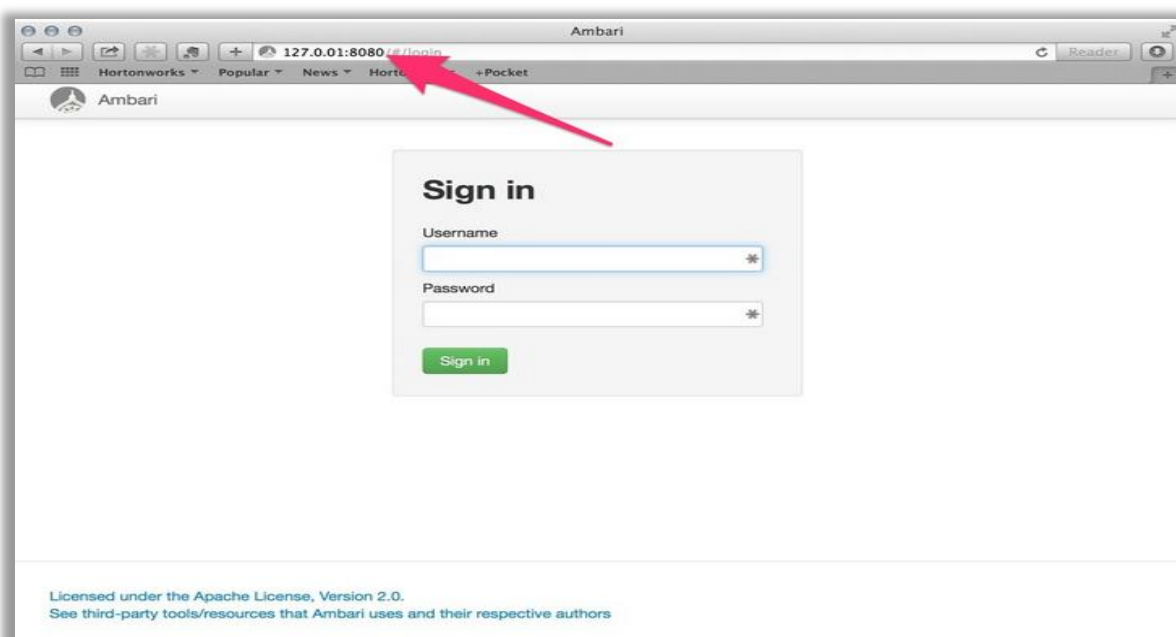 Ambari
127.0.01:8080/#/login
Reader
Hortonworks Popular News +Pocket
Ambari
Sign in
Username
Password
Sign in
Licensed under the Apache License, Version 2.0.
See third-party tools/resources that Ambari uses and their respective authors